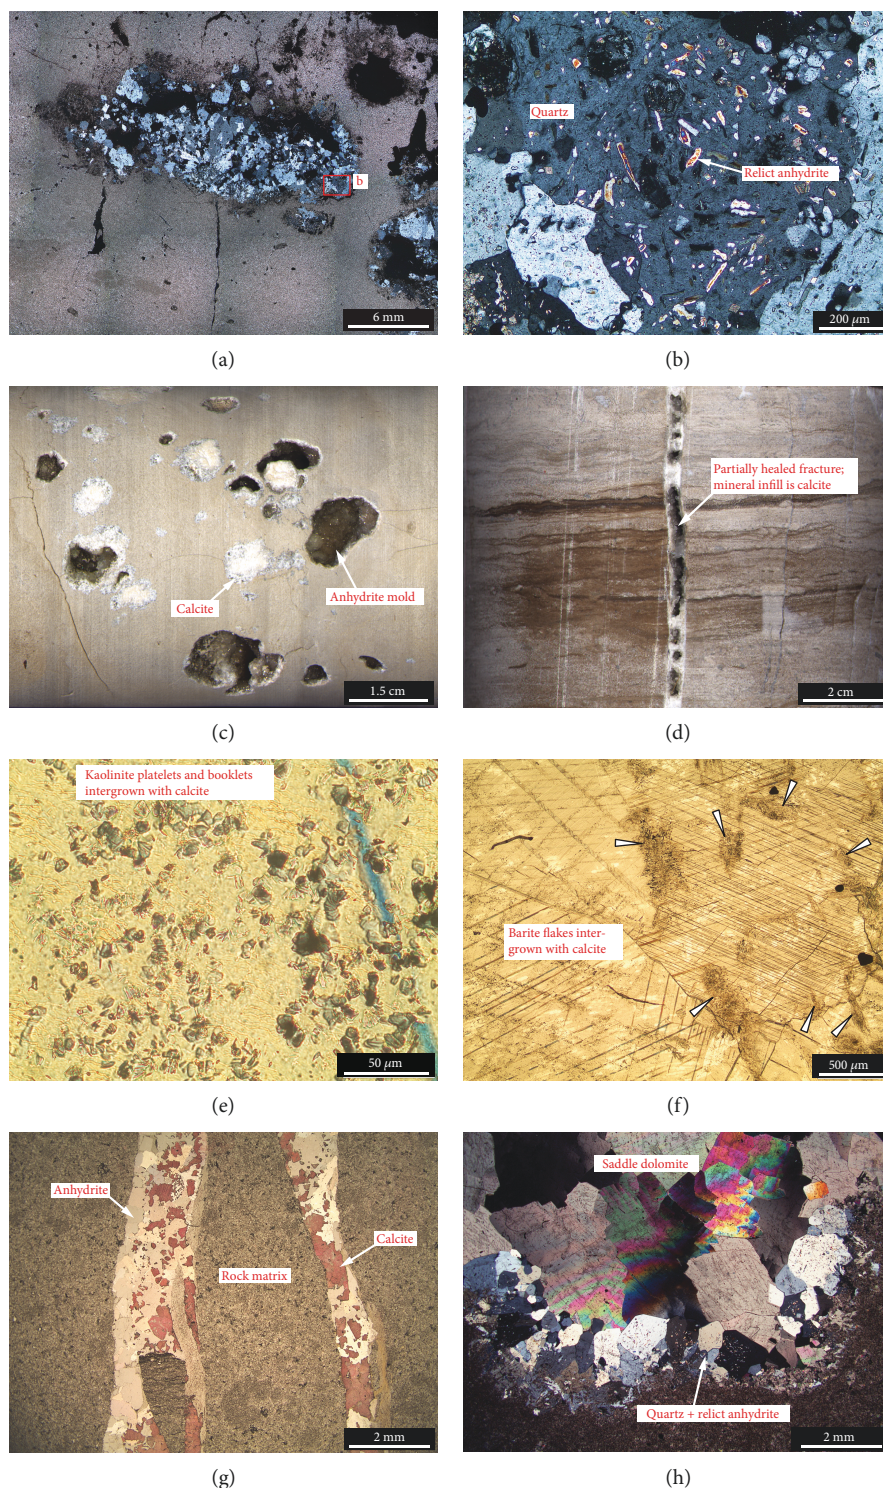 b
6 mm
(a)
Quartz
Relict anhydrite
200 μm
(b)
Calcite
Anhydrite mold
1.5 cm
(c)
Partially healed fracture;
mineral infill is calcite
2 cm
(d)
Kaolinite platelets and booklets
intergrown with calcite
50 μm
(e)
Barite flakes inter-
grown with calcite
500 μm
(f)
Anhydrite
Calcite
Rock matrix
2 mm
(g)
Saddle dolomite
Quartz + relict anhydrite
2 mm
(h)